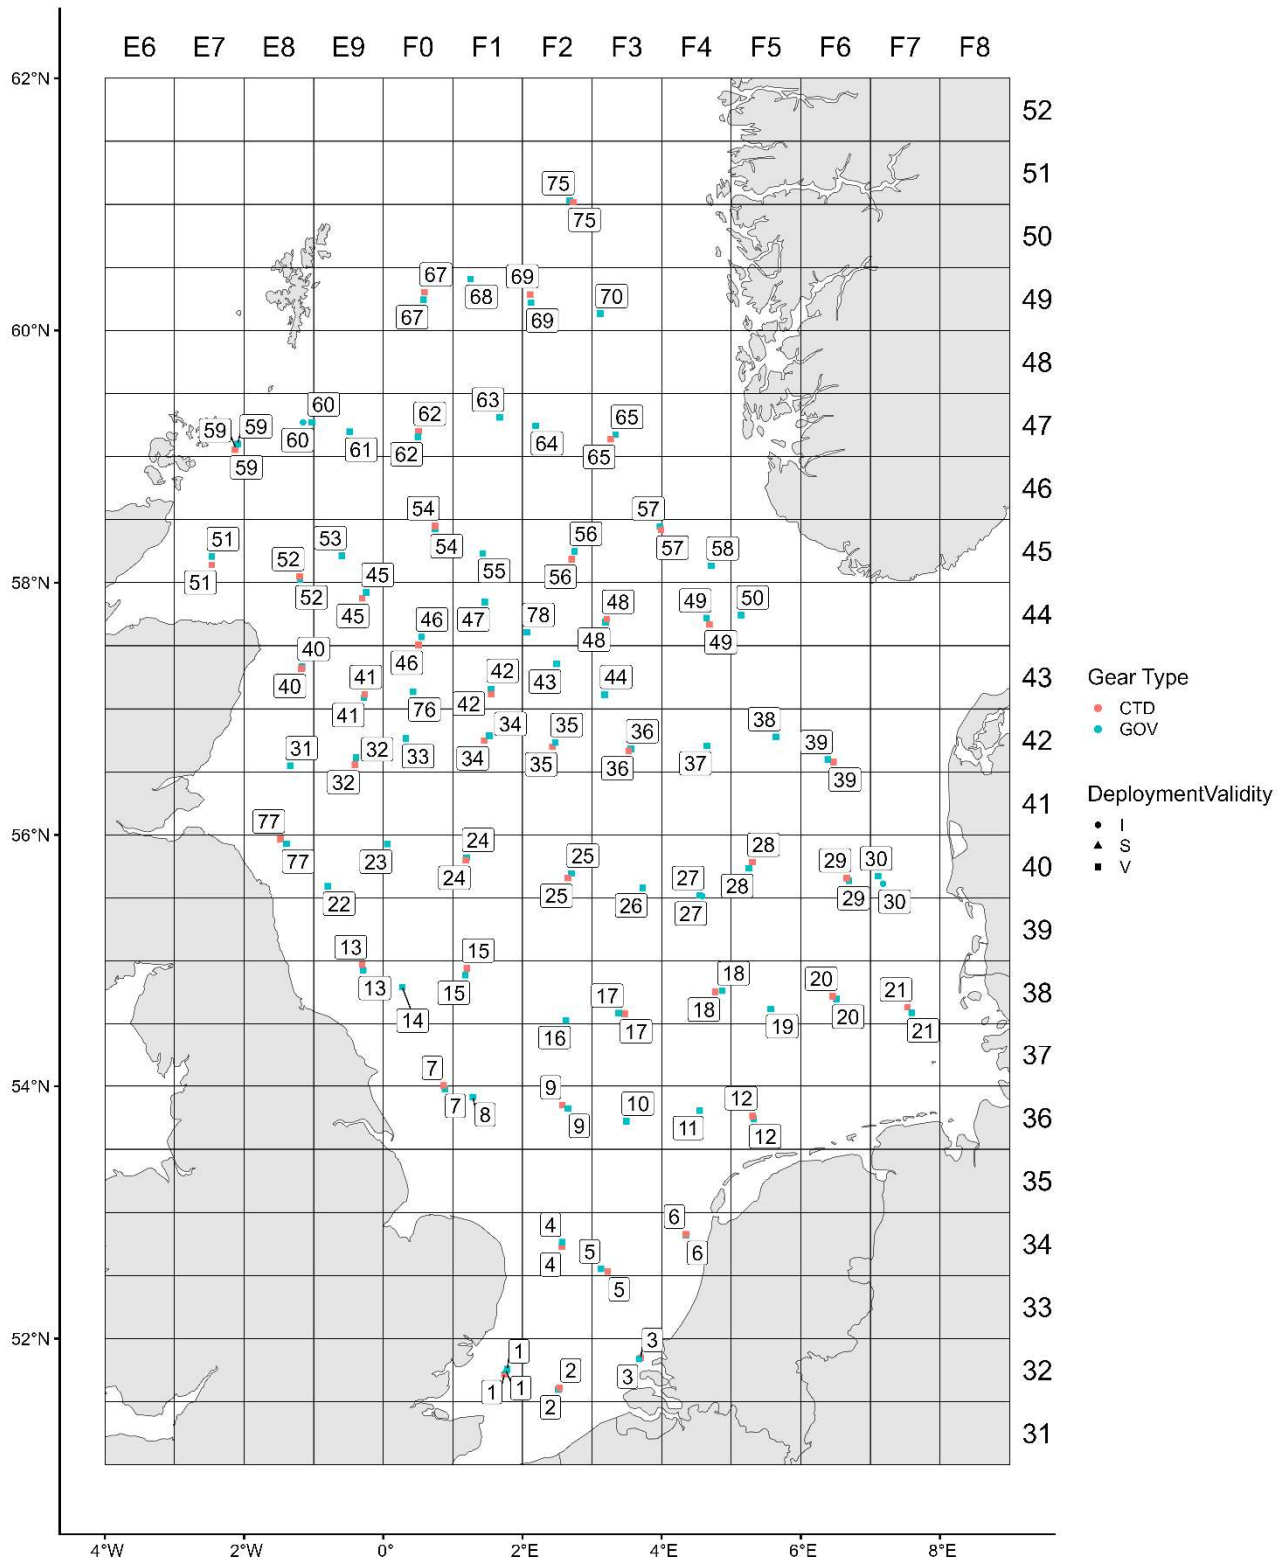 E6 E7 E8 E9 F0 F1 F2 F3 F4 F5 F6 F7 F8
62°N
52
51
75
75
50
67 69
68 70
67 69
49
60°N
48
63
60 62 65
59 59
60 61 62 64 65
59
47
46
54 57
54 57
51 53 56 58
52 55
51 52 56
45
58°N
45
45
48 49 50
46 47 78
48 49
46
44
40 41 42 44
40 43
41 76 42
43
34 35 36 38
31 32 33 34 35 36 37 39
32 39
42
41
77
56°N
24 25 28 29 30
77 23 24 27 28
25 26 29 30
22 27
40
39
13 15
13 15 17 18 20 21
14 18 19 20 21
16 17
38
37
7
54°N
9 10 12
7 8 9 11 12
36
35
4 6
4 5 6
5
34
33
52°N
1 2 3
1 1 3
2
32
31
4°W 2°W 0° 2°E 4°E 6°E 8°E
Gear Type
CTD
GOV
DeploymentValidity
I
S
V